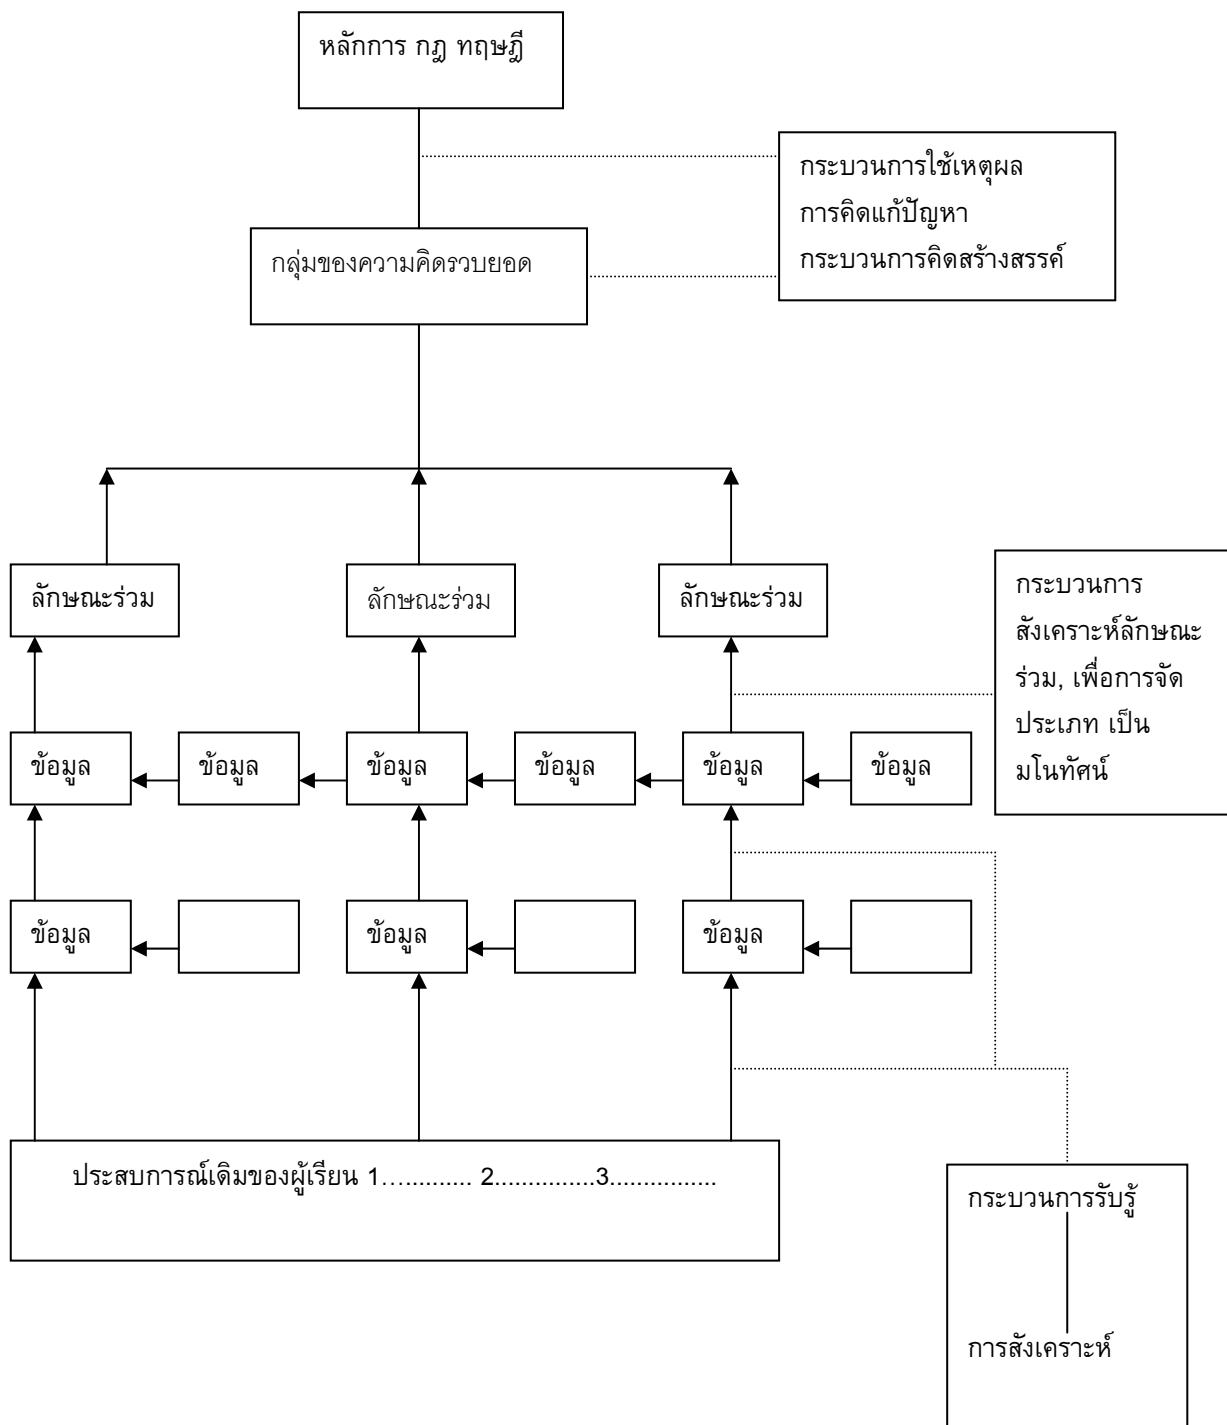 หลักการ กฎ ทฤษฎี
กระบวนการใช้เหตุผล
การคิดแก้ปัญหา
กระบวนการคิดสร้างสรรค์
กลุ่มของความคิดรวบยอด
ลักษณะร่วม
ลักษณะร่วม
ลักษณะร่วม
กระบวนการ
สังเคราะห์ลักษณะ
ร่วม, เพื่อการจัด
ประเภท เป็น
มโนทัศน์
ข้อมูล
ข้อมูล
ข้อมูล
ข้อมูล
ข้อมูล
ข้อมูล
ข้อมูล
ข้อมูล
ข้อมูล
ประสบการณ์เดิมของผู้เรียน 1…........... 2...............3................
กระบวนการรับรู้
การสังเคราะห์